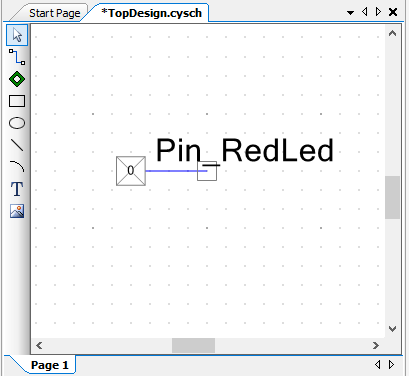 Start Page
*TopDesign.cysch
Pin_RedLed
0
T
Page 1